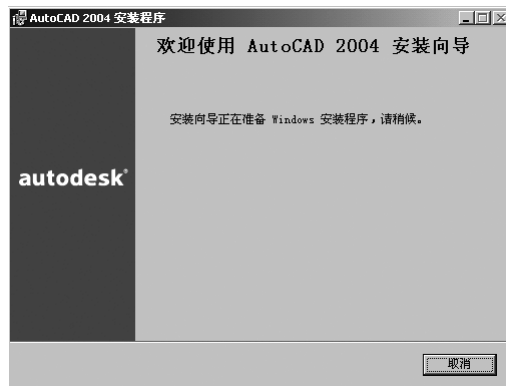 AutoCAD 2004 安装程序
欢迎使用 AutoCAD 2004 安装向导
安装向导正在准备 Windows 安装程序，请稍候。
autodesk®
取消